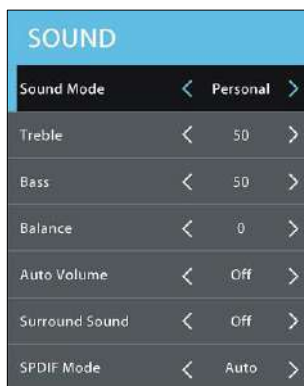 SOUND
Sound Mode < Personal >
Treble < 50 >
Bass < 50 >
Balance < 0 >
Auto Volume < Off >
Surround Sound < Off >
SPDIF Mode < Auto >